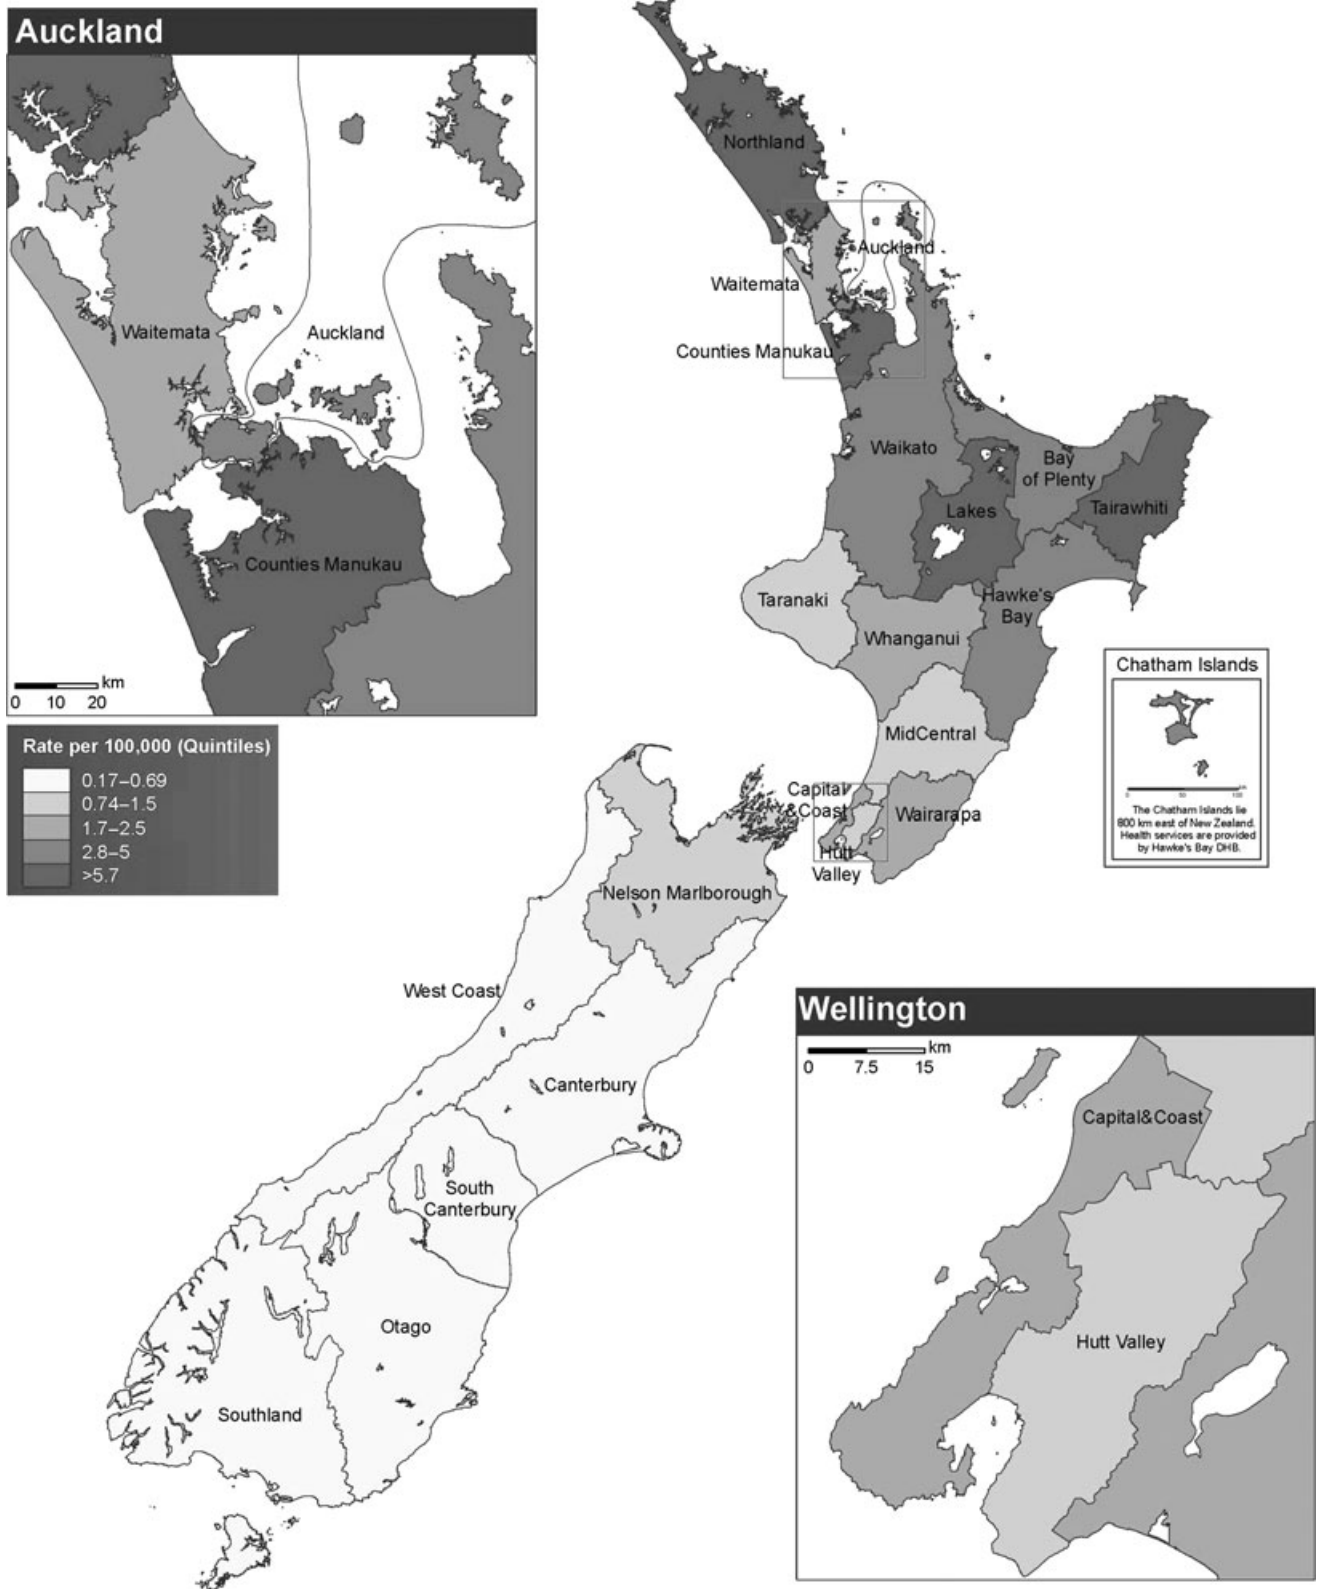 Auckland
Waitemata
Auckland
Counties Manukau
km
0 10 20
Rate per 100,000 (Quintiles)
0.17–0.69
0.74–1.5
1.7–2.5
2.8–5
>5.7
Northland
Auckland
Waitemata
Counties Manukau
Waikato
Bay
of Plenty
Lakes
Tairawhiti
Taranaki
Hawke's
Bay
Whanganui
MidCentral
Capital
&Coast
Wairarapa
Hutt
Valley
Nelson Marlborough
West Coast
Canterbury
South
Canterbury
Otago
Southland
Chatham Islands
0 50 100 km
The Chatham Islands lie
800 km east of New Zealand.
Health services are provided
by Hawke's Bay DHB.
Wellington
km
0 7.5 15
Capital&Coast
Hutt Valley